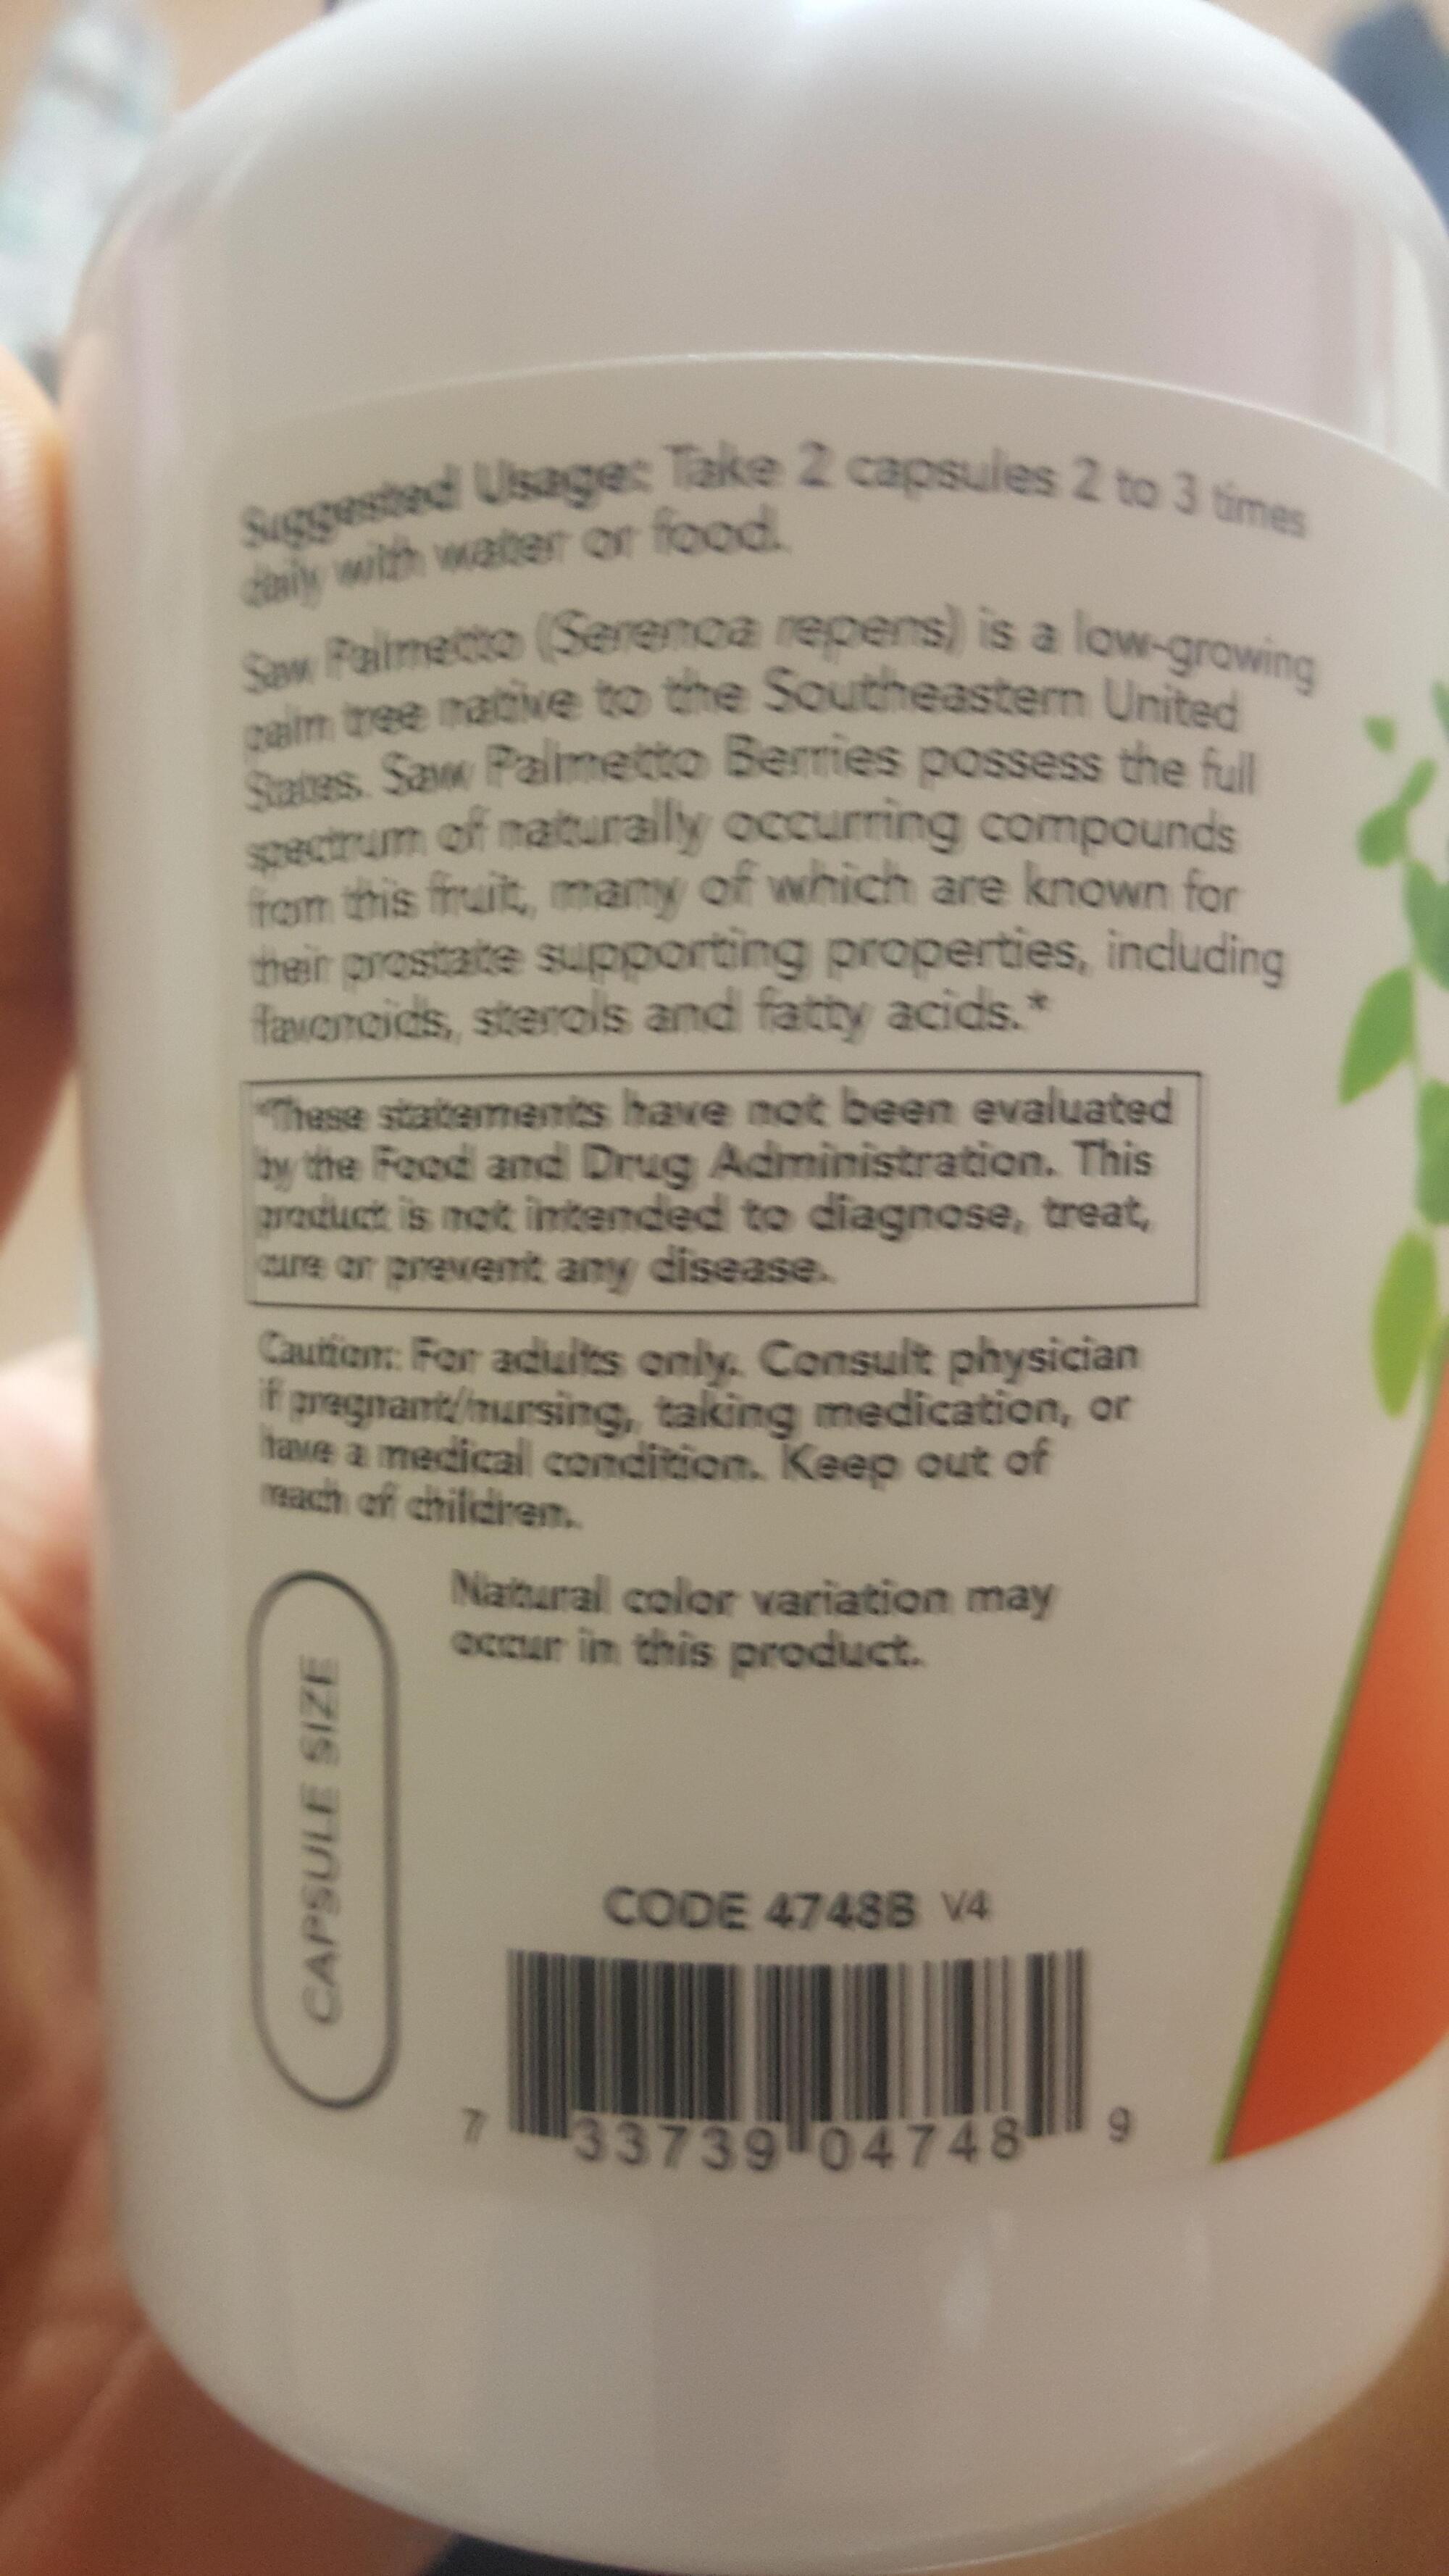 Suggested Usage: Take 2 capsules 2 to 3 times
daily with water or food.
Saw Palmetto (Serenoa repens) is a low-growing
palm tree native to the Southeastern United
States. Saw Palmetto Berries possess the full
spectrum of naturally occurring compounds
from this fruit, many of which are known for
their prostate supporting properties, including
flavonoids, sterols and fatty acids.*
*These statements have not been evaluated
by the Food and Drug Administration. This
product is not intended to diagnose, treat,
cure or prevent any disease.
Caution: For adults only. Consult physician
if pregnant/nursing, taking medication, or
have a medical condition. Keep out of
reach of children.
CAPSULE SIZE
Natural color variation may
occur in this product.
CODE 4748B V4
7 33739 04748 9